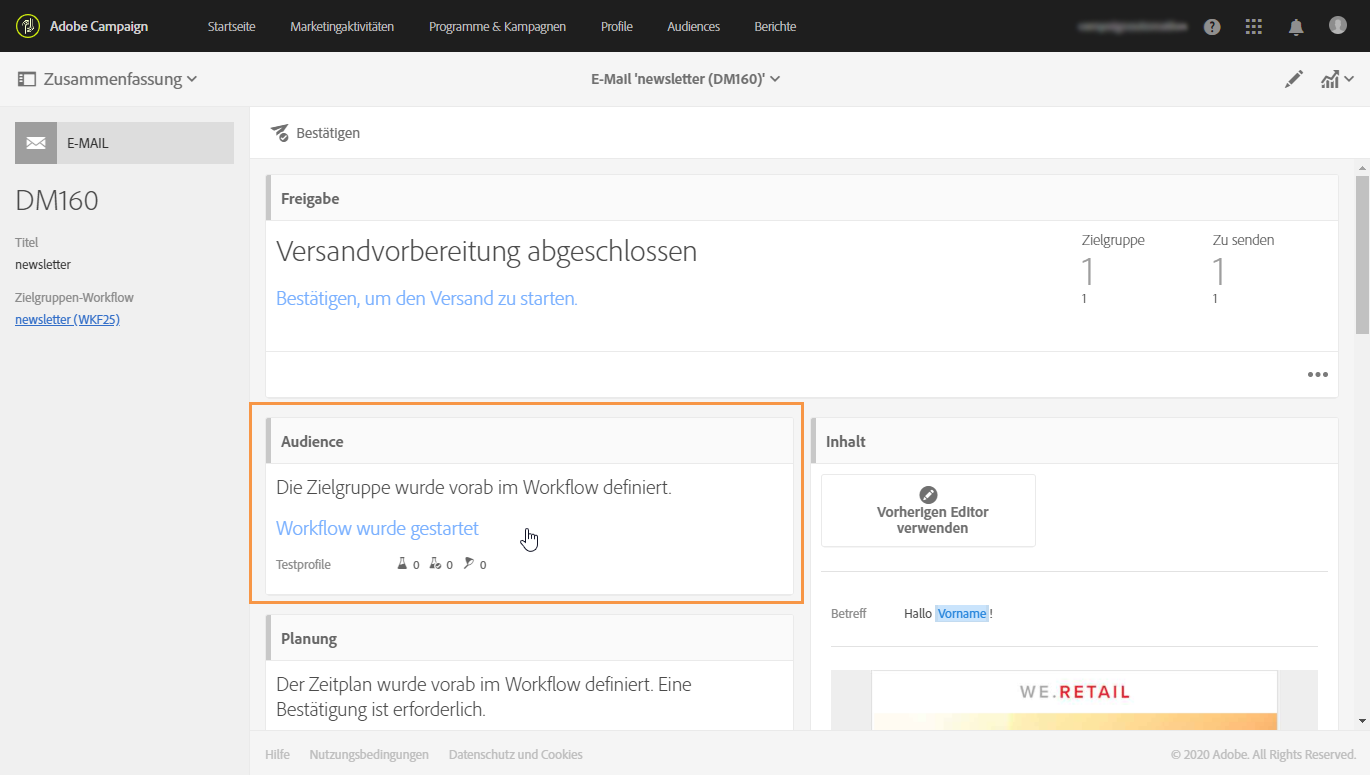 Adobe Campaign Startseite Marketingaktivitäten Programme & Kampagnen Profile Audiences Berichte
Zusammenfassung E-Mail 'newsletter (DM160)'
E-MAIL
DM160
Titel
newsletter
Zielgruppen-Workflow
newsletter (WKF25)
Bestätigen
Freigabe
Versandvorbereitung abgeschlossen
Bestätigen, um den Versand zu starten.
Zielgruppe
1
1
Zu senden
1
1
Audience
Die Zielgruppe wurde vorab im Workflow definiert.
Workflow wurde gestartet
Testprofile 0 0 0
Planung
Der Zeitplan wurde vorab im Workflow definiert. Eine
Bestätigung ist erforderlich.
Inhalt
Vorherigen Editor
verwenden
Betreff Hallo Vorname!
WE.RETAIL
Hilfe Nutzungsbedingungen Datenschutz und Cookies © 2020 Adobe. All Rights Reserved.